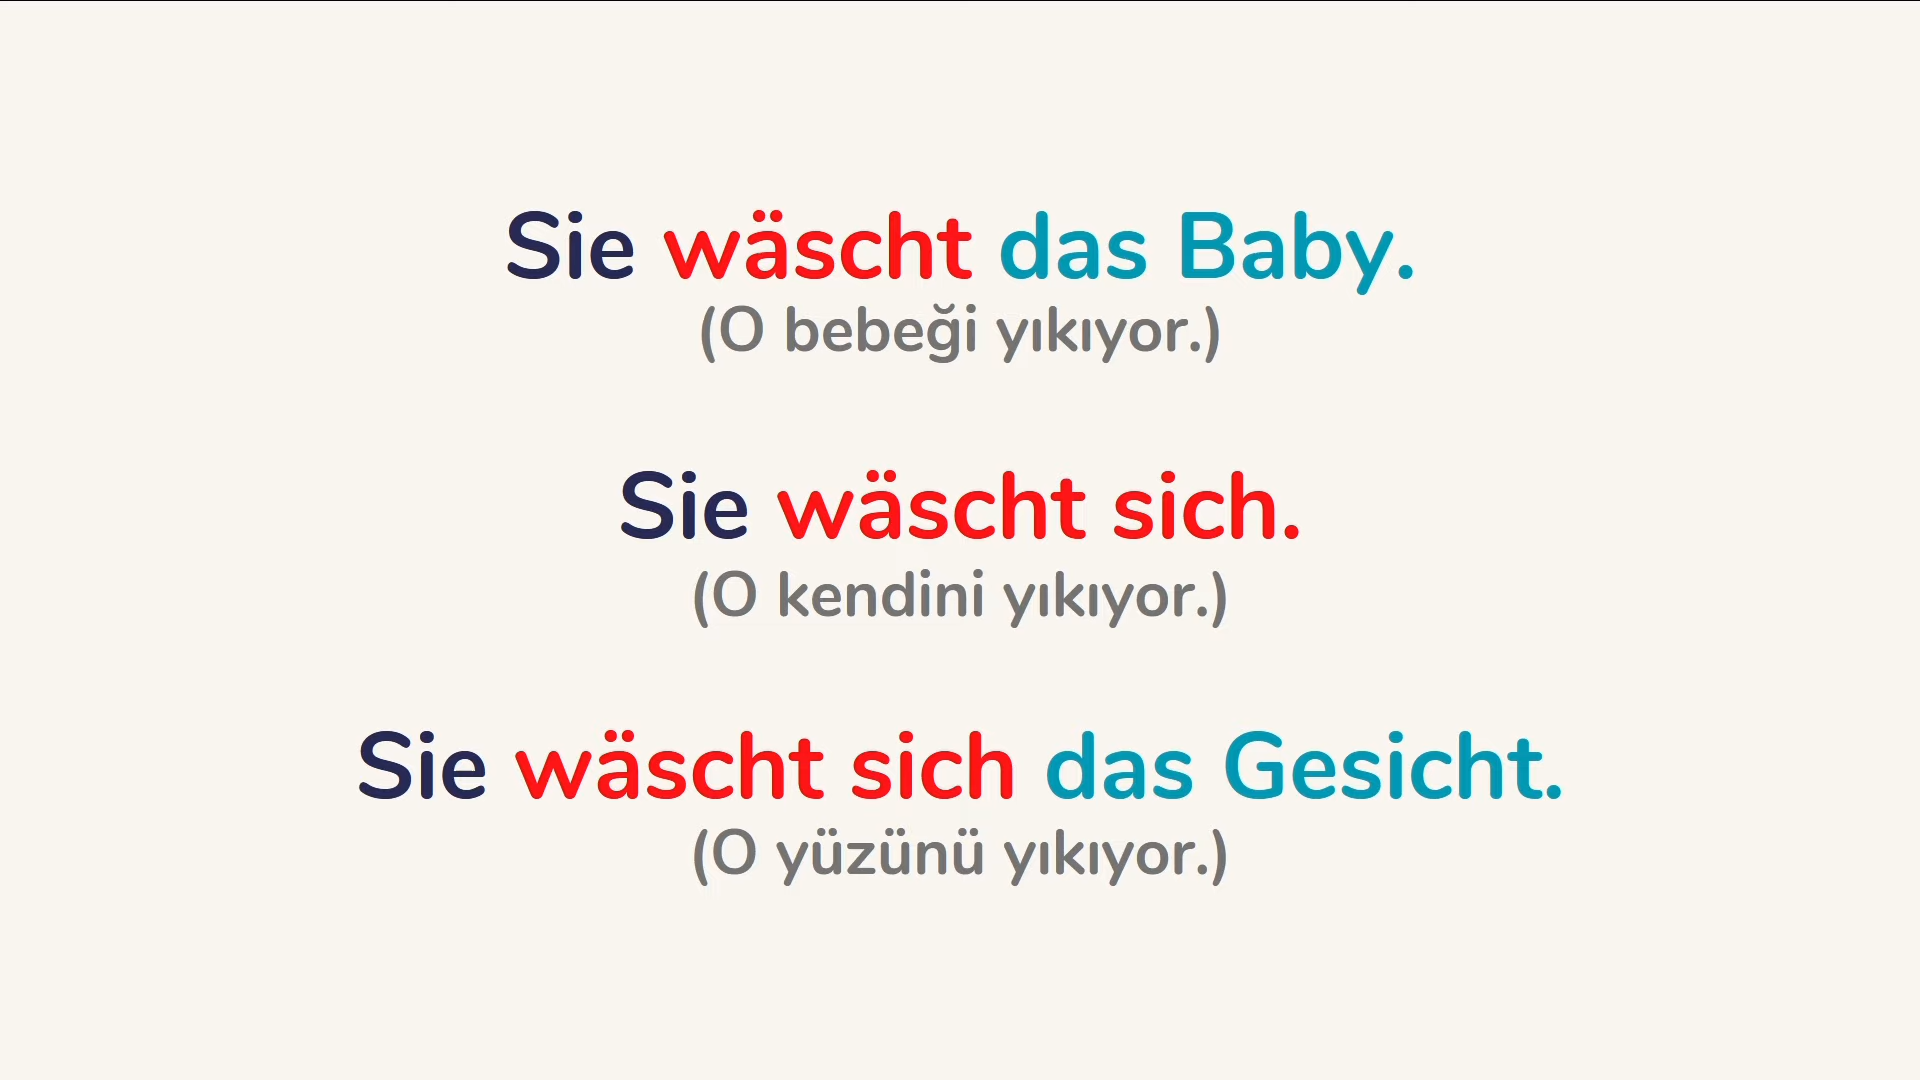 Sie wäscht das Baby.
(O bebeği yıkıyor.)
Sie wäscht sich.
(O kendini yıkıyor.)
Sie wäscht sich das Gesicht.
(O yüzünü yıkıyor.)